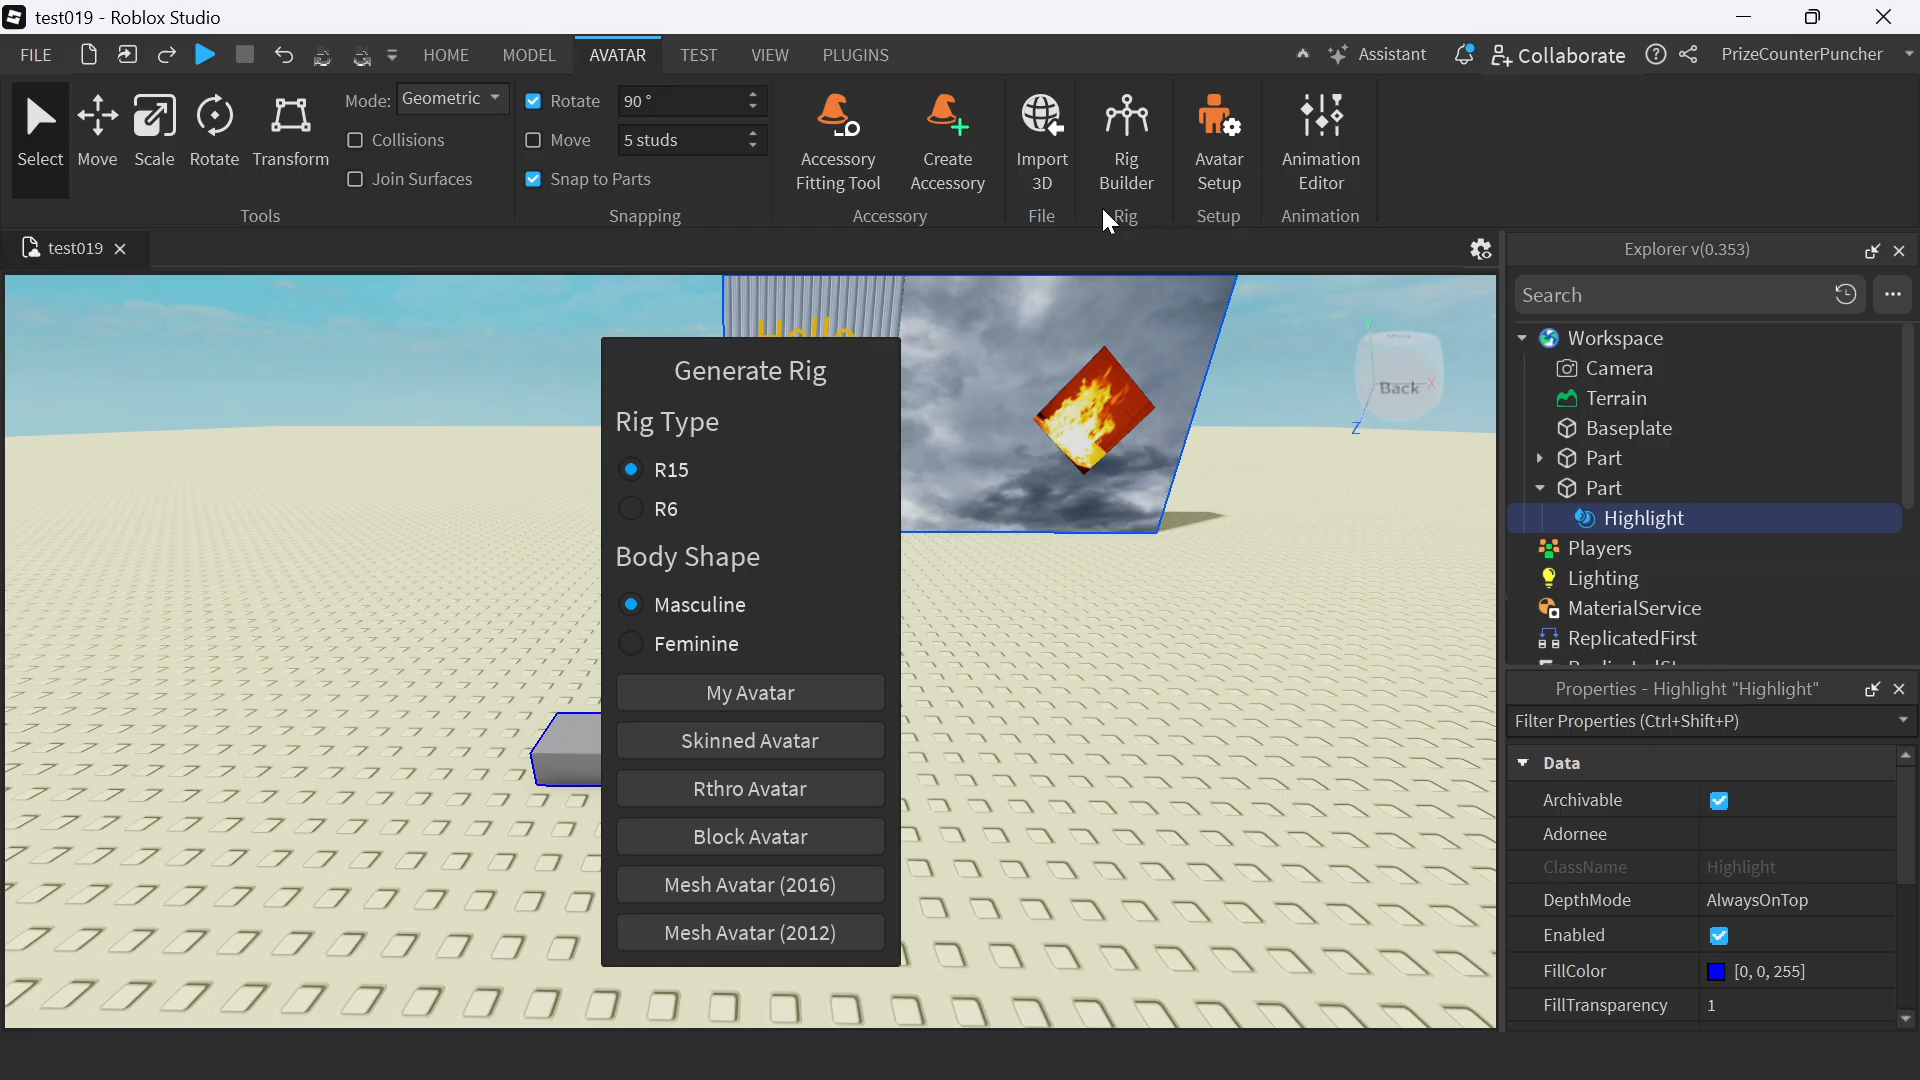 test019 - Roblox Studio
FILE
HOME
MODEL
AVATAR
TEST
VIEW
PLUGINS
Assistant
Collaborate
PrizeCounterPuncher
Select
Move
Scale
Rotate
Transform
Mode: Geometric
Collisions
Join Surfaces
Tools
Rotate 90 °
Move 5 studs
Snap to Parts
Snapping
Accessory
Fitting Tool
Create
Accessory
Accessory
Import
3D
File
Rig
Builder
Rig
Avatar
Setup
Setup
Animation
Editor
Animation
test019
Hello
Back
Y
X
Z
Generate Rig
Rig Type
R15
R6
Body Shape
Masculine
Feminine
My Avatar
Skinned Avatar
Rthro Avatar
Block Avatar
Mesh Avatar (2016)
Mesh Avatar (2012)
Explorer v(0.353)
Search
Workspace
Camera
Terrain
Baseplate
Part
Part
Highlight
Players
Lighting
MaterialService
ReplicatedFirst
Properties - Highlight "Highlight"
Filter Properties (Ctrl+Shift+P)
Data
Archivable
Adornee
ClassName Highlight
DepthMode AlwaysOnTop
Enabled
FillColor [0, 0, 255]
FillTransparency 1